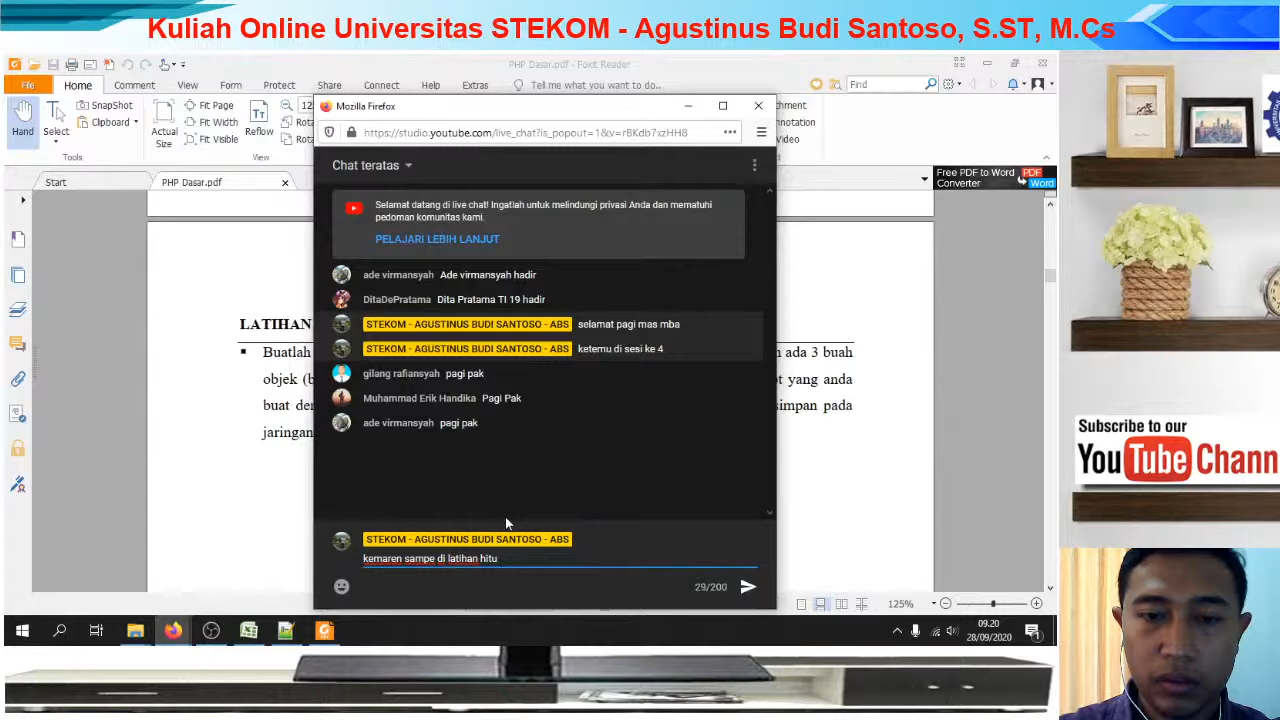 Kuliah Online Universitas STEKOM - Agustinus Budi Santoso, S.ST, M.Cs
PHP Dasar.pdf - Foxit Reader
File Home Comment View Form Protect Share Connect Help Extras Tell me what you want to do... Find
Hand
Select
SnapShot
Clipboard
Tools
Actual Size
Fit Page
Fit Width
Fit Visible
Reflow
View
Start
PHP Dasar.pdf
Free PDF to Word
Converter
PDF
Word
Mozilla Firefox
https://studio.youtube.com/live_chat?is_popout=1&v=rBKdb7xzHH8
Chat teratas
Selamat datang di live chat! Ingatlah untuk melindungi privasi Anda dan mematuhi
pedoman komunitas kami.
PELAJARI LEBIH LANJUT
ade virmansyah Ade virmansyah hadir
DitaDePratama Dita Pratama TI 19 hadir
STEKOM - AGUSTINUS BUDI SANTOSO - ABS selamat pagi mas mba
STEKOM - AGUSTINUS BUDI SANTOSO - ABS ketemu di sesi ke 4
gilang rafiansyah pagi pak
Muhammad Erik Handika Pagi Pak
ade virmansyah pagi pak
STEKOM - AGUSTINUS BUDI SANTOSO - ABS
kemaren sampe di latihan hitu
29/200
LATIHAN
Buatlah
ada 3 buah
objek (b
yang anda
buat der
simpan pada
jaringan
125%
09.20
28/09/2020
Subscribe to our
YouTube Chann